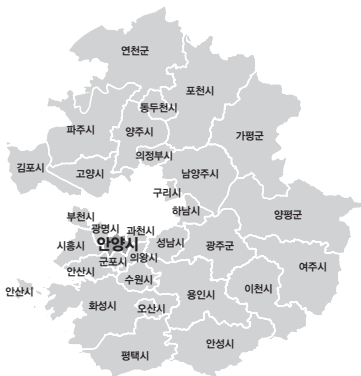 연천군
포천시
동두천시
파주시
양주시
가평군
의정부시
김포시
고양시
남양주시
구리시
하남시
부천시
양평군
광명시
과천시
시흥시
안양시
성남시
광주군
군포시
의왕시
여주시
안산시
수원시
안산시
용인시
이천시
화성시
오산시
안성시
평택시